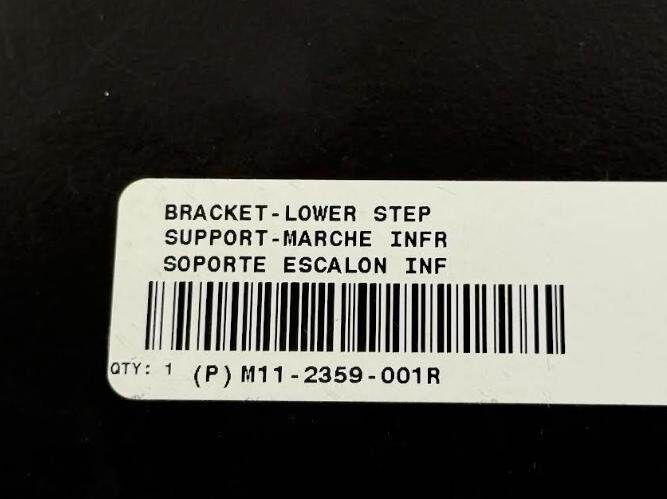 BRACKET-LOWER STEP
SUPPORT-MARCHE INFR
SOPORTE ESCALON INF
QTY: 1 (P) M11-2359-001R